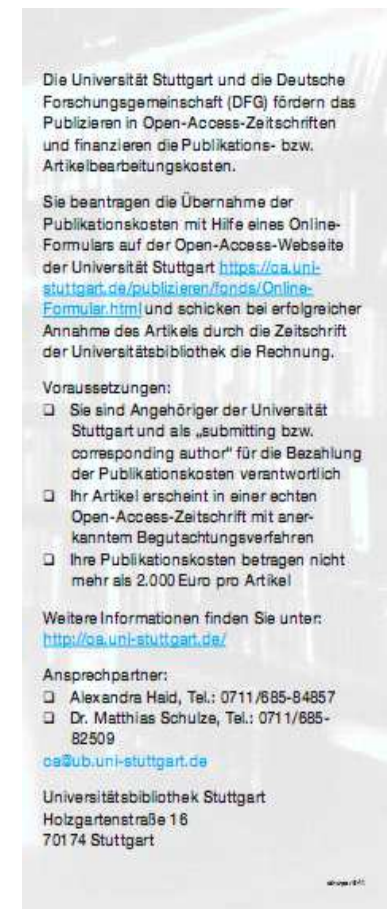 Die Universität Stuttgart und die Deutsche
Forschungsgemeinschaft (DFG) fördern das
Publizieren in Open-Access-Zeitschriften
und finanzieren die Publikations- bzw.
Artikelbearbeitungskosten.
Sie beantragen die Übernahme der
Publikationskosten mit Hilfe eines Online-
Formulars auf der Open-Access-Webseite
der Universität Stuttgart https://oa.uni-
stuttgart.de/publizieren/fonds/Online-
Formular.html und schicken bei erfolgreicher
Annahme des Artikels durch die Zeitschrift
der Universitätsbibliothek die Rechnung.
Voraussetzungen:
❑ Sie sind Angehöriger der Universität
Stuttgart und als „submitting bzw.
corresponding author“ für die Bezahlung
der Publikationskosten verantwortlich
❑ Ihr Artikel erscheint in einer echten
Open-Access-Zeitschrift mit aner-
kanntem Begutachtungsverfahren
❑ Ihre Publikationskosten betragen nicht
mehr als 2.000 Euro pro Artikel
Weitere Informationen finden Sie unter:
http://oa.uni-stuttgart.de/
Ansprechpartner:
❑ Alexandra Haid, Tel.: 0711/685-84857
❑ Dr. Matthias Schulze, Tel.: 0711/685-
82509
oa@ub.uni-stuttgart.de
Universitätsbibliothek Stuttgart
Holzgartenstraße 16
70174 Stuttgart